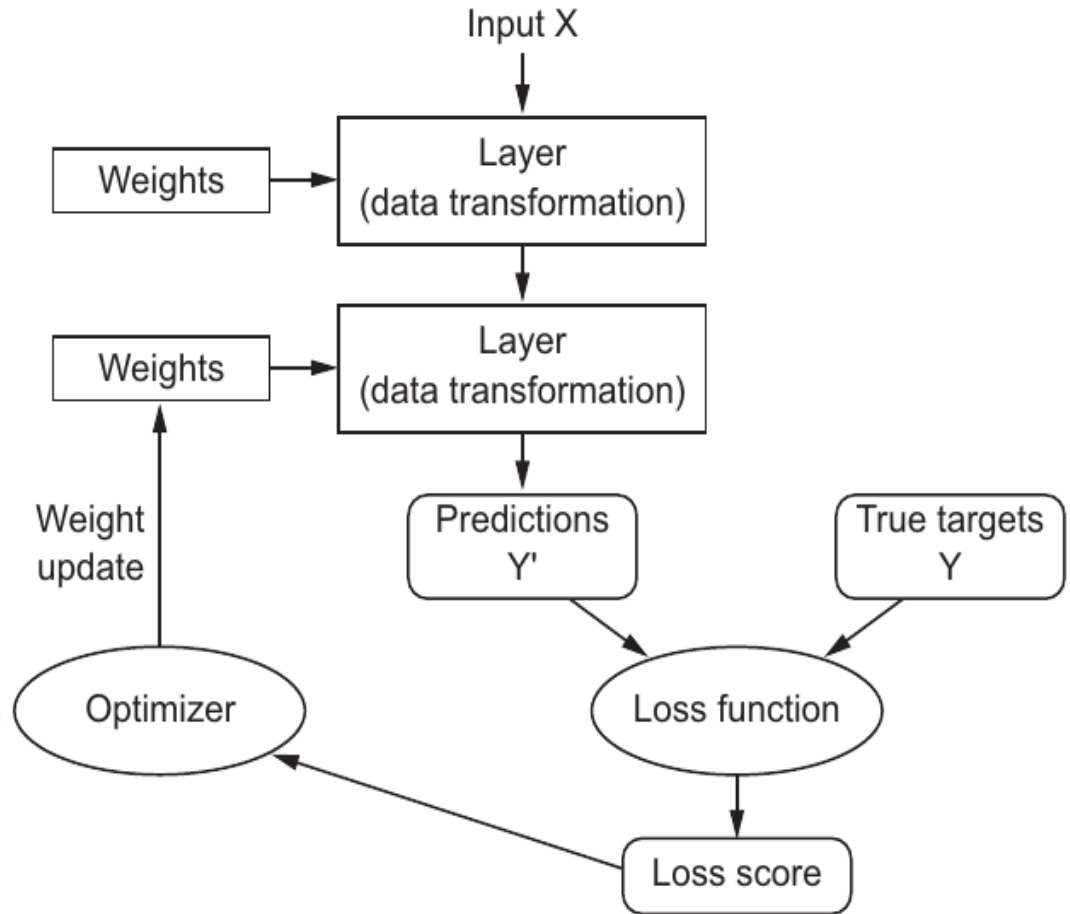 Input X
Layer
(data transformation)
Weights
Layer
(data transformation)
Weights
Weight
update
Predictions
Y'
True targets
Y
Optimizer
Loss function
Loss score